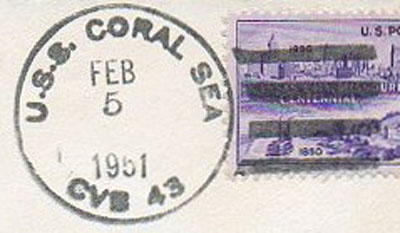 U.S.S. CORAL SEA
FEB
5
1951
CVB 43
U.S. PO
1950
CENTENNIAL
1850